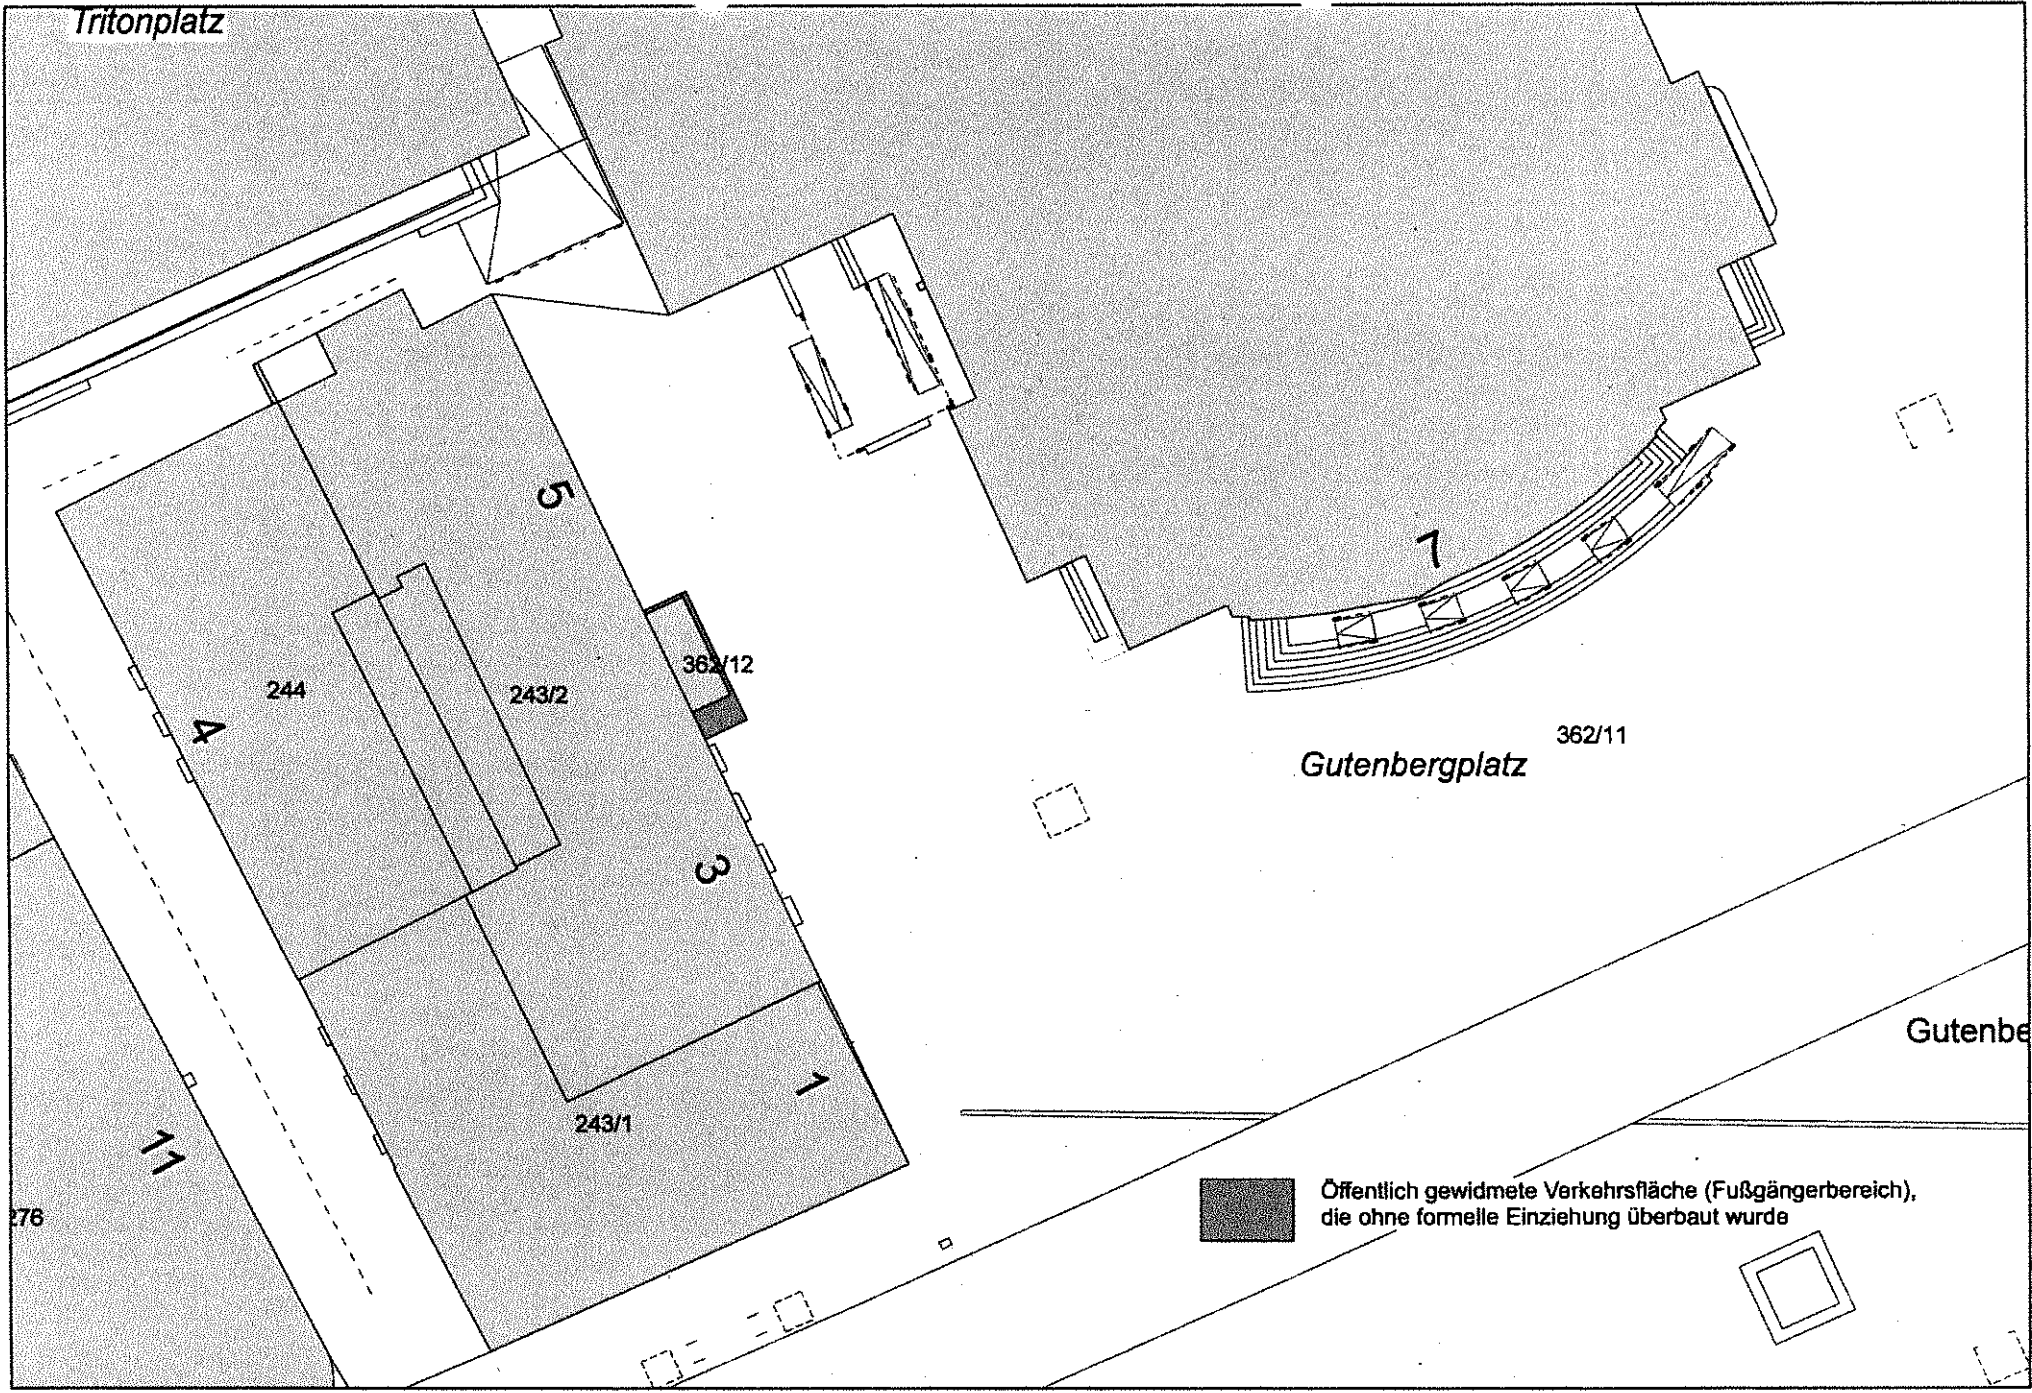 Tritonplatz
5
7
362/12
244
243/2
4
362/11
Gutenbergplatz
3
Gutenbe
1
243/1
11
276
Öffentlich gewidmete Verkehrsfläche (Fußgängerbereich),
die ohne formelle Einziehung überbaut wurde